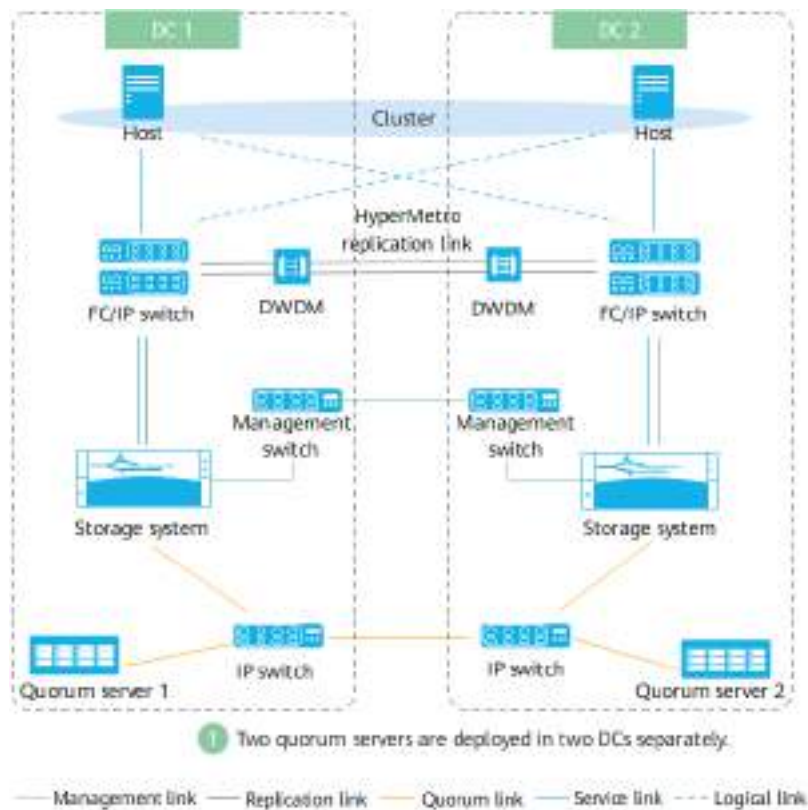 DC 1
DC 2
Host
Cluster
Host
HyperMetro
replication link
FC/IP switch
DWDM
DWDM
FC/IP switch
Management
switch
Management
switch
Storage system
Storage system
IP switch
IP switch
Quorum server 1
Quorum server 2
1 Two quorum servers are deployed in two DCs separately.
Management link
Replication link
Quorum link
Service link
Logical link